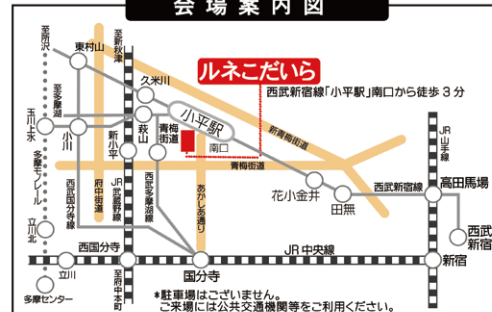 会場案内図
至所沢
東村山
至新秋津
久米川
ルネこだいら
西武新宿線「小平駅」南口から徒歩3分
至多摩湖
小平駅
南口
新青梅街道
JR山手線
玉川上水
小川
萩山
青梅街道
新小平
青梅街道
多摩モノレール
西武国分寺線
府中街道
JR武蔵野線
西武多摩湖線
あかしあ通り
花小金井
田無
西武新宿線
高田馬場
立川北
西武新宿
西国分寺
JR中央線
立川
国分寺
新宿
多摩センター
至府中本町
*駐車場はございません。
ご来場には公共交通機関等をご利用ください。